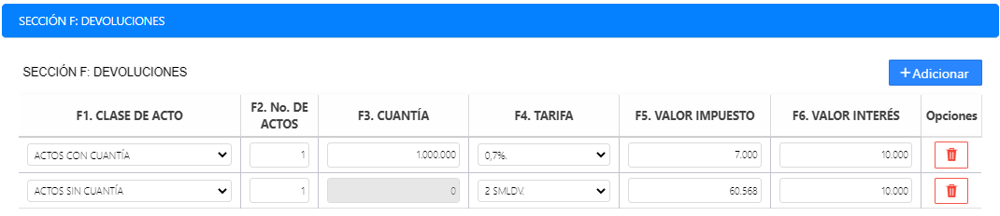 SECCIÓN F: DEVOLUCIONES
SECCIÓN F: DEVOLUCIONES
+Adicionar
F1. CLASE DE ACTO F2. No. DE ACTOS F3. CUANTÍA F4. TARIFA F5. VALOR IMPUESTO F6. VALOR INTERÉS Opciones
ACTOS CON CUANTÍA 1 1.000.000 0,7%. 7.000 10.000
ACTOS SIN CUANTÍA 1 0 2 SMLDV. 60.568 10.000